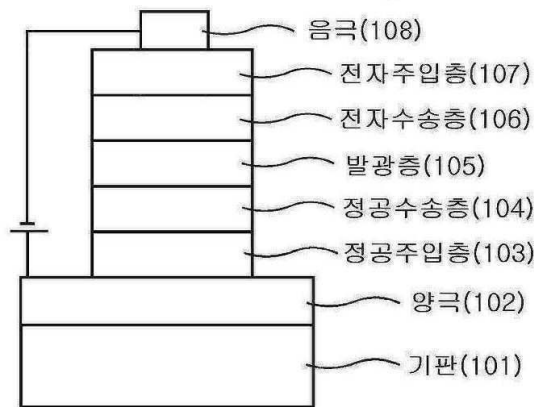 음극(108)
전자주입층(107)
전자수송층(106)
발광층(105)
정공수송층(104)
정공주입층(103)
양극(102)
기판(101)